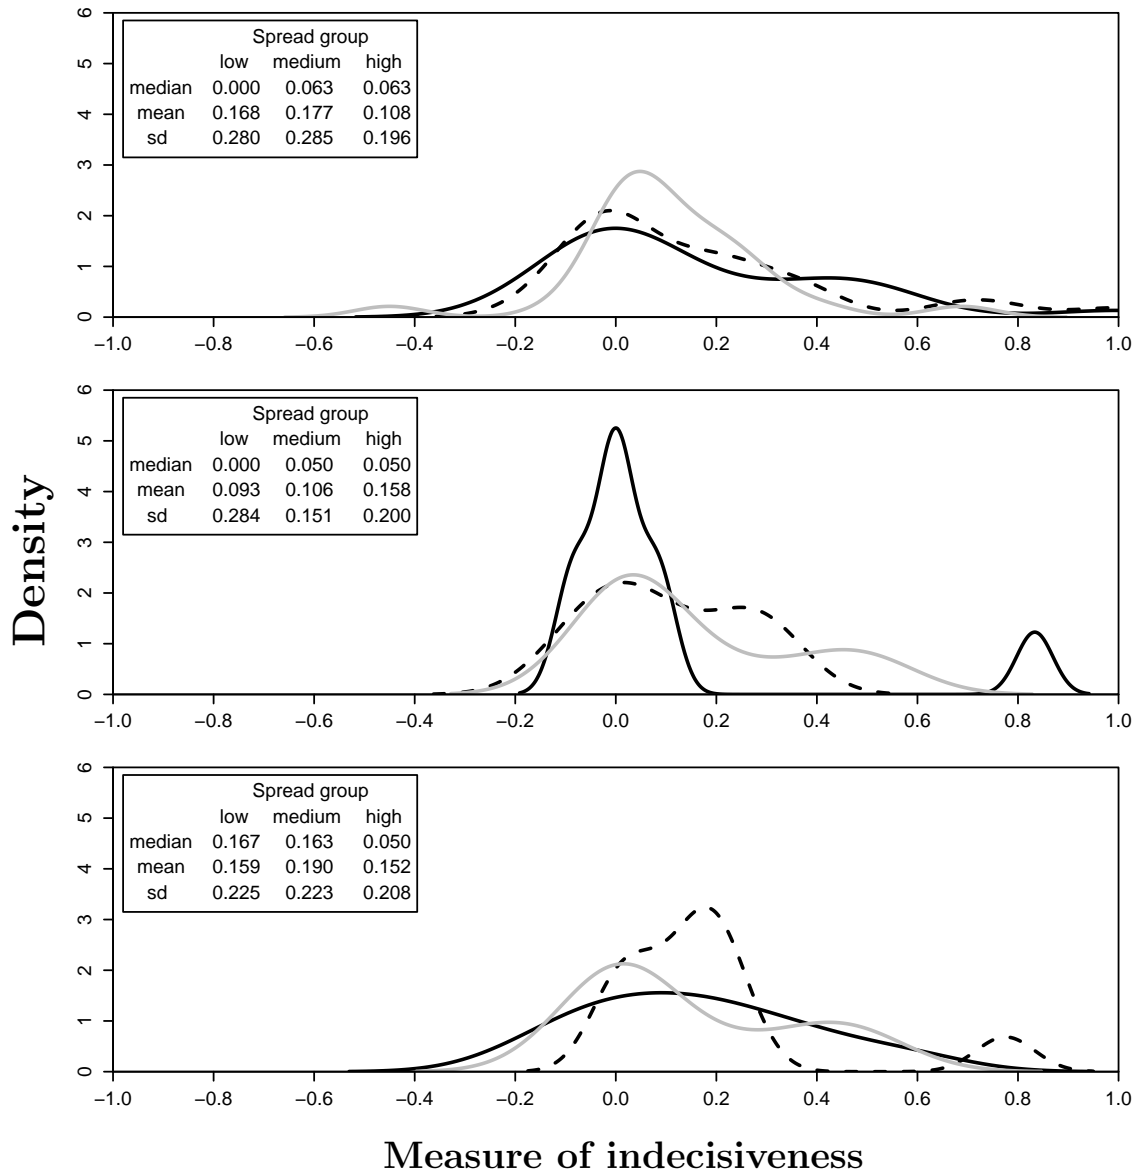 6
5
4
3
2
1
0
Spread group
low medium high
median 0.000 0.063 0.063
mean 0.168 0.177 0.108
sd 0.280 0.285 0.196
−1.0 −0.8 −0.6 −0.4 −0.2 0.0 0.2 0.4 0.6 0.8 1.0
Density
6
5
4
3
2
1
0
Spread group
low medium high
median 0.000 0.050 0.050
mean 0.093 0.106 0.158
sd 0.284 0.151 0.200
−1.0 −0.8 −0.6 −0.4 −0.2 0.0 0.2 0.4 0.6 0.8 1.0
6
5
4
3
2
1
0
Spread group
low medium high
median 0.167 0.163 0.050
mean 0.159 0.190 0.152
sd 0.225 0.223 0.208
−1.0 −0.8 −0.6 −0.4 −0.2 0.0 0.2 0.4 0.6 0.8 1.0
Measure of indecisiveness